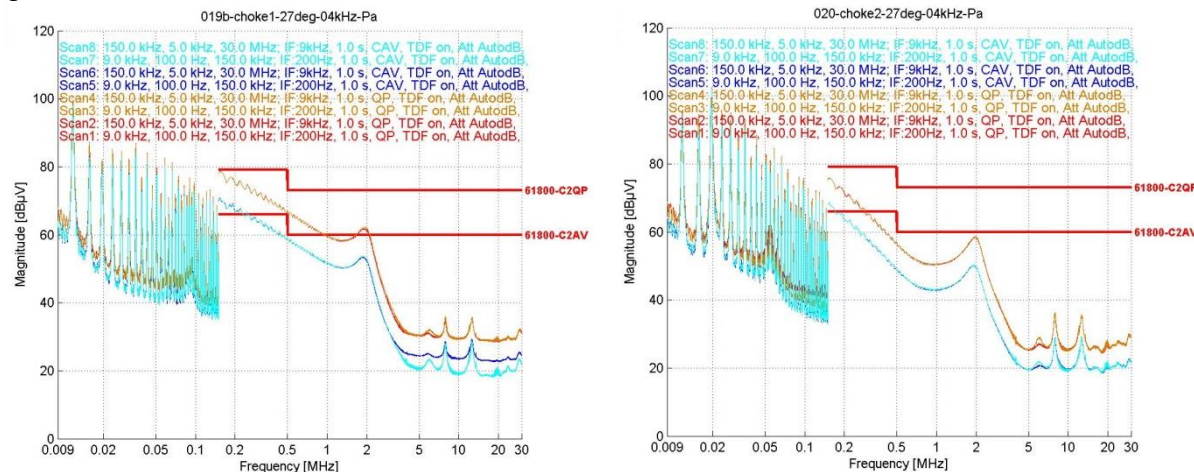 019b-choke1-27deg-04kHz-Pa
120
100
80
60
40
20
0
Magnitude [dBµV]
Scan8: 150.0 kHz, 5.0 kHz, 30.0 MHz; IF:9kHz, 1.0 s, CAV, TDF on, Att AutodB,
Scan7: 9.0 kHz, 100.0 Hz, 150.0 kHz; IF:200Hz, 1.0 s, CAV, TDF on, Att AutodB,
Scan6: 150.0 kHz, 5.0 kHz, 30.0 MHz; IF:9kHz, 1.0 s, CAV, TDF on, Att AutodB,
Scan5: 9.0 kHz, 100.0 Hz, 150.0 kHz; IF:200Hz, 1.0 s, CAV, TDF on, Att AutodB,
Scan4: 150.0 kHz, 5.0 kHz, 30.0 MHz; IF:9kHz, 1.0 s, QP, TDF on, Att AutodB,
Scan3: 9.0 kHz, 100.0 Hz, 150.0 kHz; IF:200Hz, 1.0 s, QP, TDF on, Att AutodB,
Scan2: 150.0 kHz, 5.0 kHz, 30.0 MHz; IF:9kHz, 1.0 s, QP, TDF on, Att AutodB,
Scan1: 9.0 kHz, 100.0 Hz, 150.0 kHz; IF:200Hz, 1.0 s, QP, TDF on, Att AutodB,
61800-C2QP
61800-C2AV
0.009 0.02 0.05 0.1 0.2 0.5 1 2 5 10 20 30
Frequency [MHz]
020-choke2-27deg-04kHz-Pa
120
100
80
60
40
20
0
Magnitude [dBµV]
Scan8: 150.0 kHz, 5.0 kHz, 30.0 MHz; IF:9kHz, 1.0 s, CAV, TDF on, Att AutodB,
Scan7: 9.0 kHz, 100.0 Hz, 150.0 kHz; IF:200Hz, 1.0 s, CAV, TDF on, Att AutodB,
Scan6: 150.0 kHz, 5.0 kHz, 30.0 MHz; IF:9kHz, 1.0 s, CAV, TDF on, Att AutodB,
Scan5: 9.0 kHz, 100.0 Hz, 150.0 kHz; IF:200Hz, 1.0 s, CAV, TDF on, Att AutodB,
Scan4: 150.0 kHz, 5.0 kHz, 30.0 MHz; IF:9kHz, 1.0 s, QP, TDF on, Att AutodB,
Scan3: 9.0 kHz, 100.0 Hz, 150.0 kHz; IF:200Hz, 1.0 s, QP, TDF on, Att AutodB,
Scan2: 150.0 kHz, 5.0 kHz, 30.0 MHz; IF:9kHz, 1.0 s, QP, TDF on, Att AutodB,
Scan1: 9.0 kHz, 100.0 Hz, 150.0 kHz; IF:200Hz, 1.0 s, QP, TDF on, Att AutodB,
61800-C2QP
61800-C2AV
0.009 0.02 0.05 0.1 0.2 0.5 1 2 5 10 20 30
Frequency [MHz]